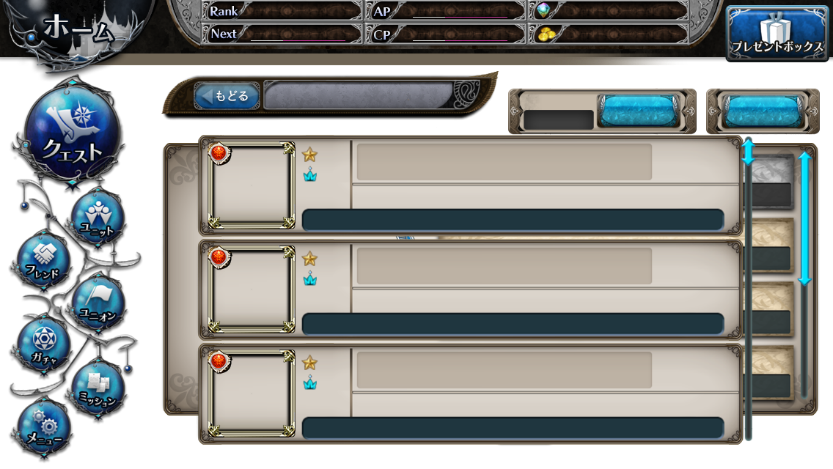 ホーム
Rank
AP
Next
CP
プレゼントボックス
もどる
クエスト
ユニット
フレンド
ユニオン
ガチャ
ミッション
メニュー